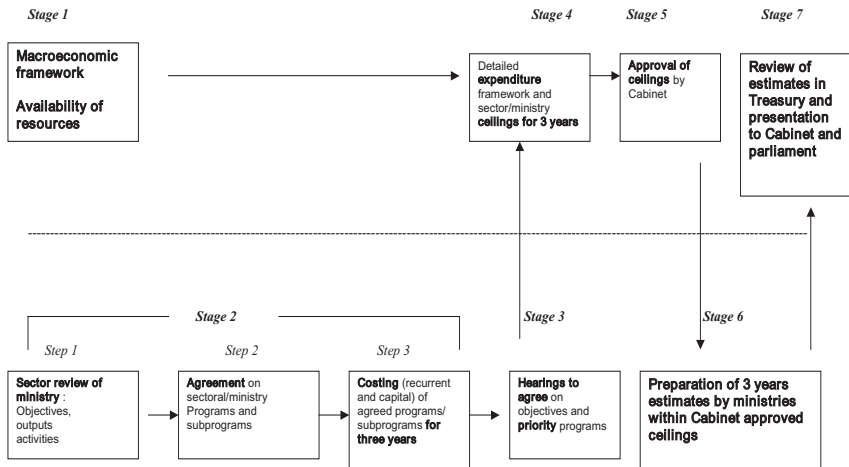 Stage 1
Stage 4
Stage 5
Stage 7
Macroeconomic
framework
Availability of
resources
Detailed
expenditure
framework and
sector/ministry
ceilings for 3 years
Approval of
ceilings by
Cabinet
Review of
estimates in
Treasury and
presentation
to Cabinet and
parliament
Stage 2
Stage 3
Stage 6
Step 1
Step 2
Step 3
Sector review of
ministry :
Objectives,
outputs
activities
Agreement on
sectoral/ministry
Programs and
subprograms
Costing (recurrent
and capital) of
agreed programs/
subprograms for
three years
Hearings to
agree on
objectives and
priority programs
Preparation of 3 years
estimates by ministries
within Cabinet approved
ceilings